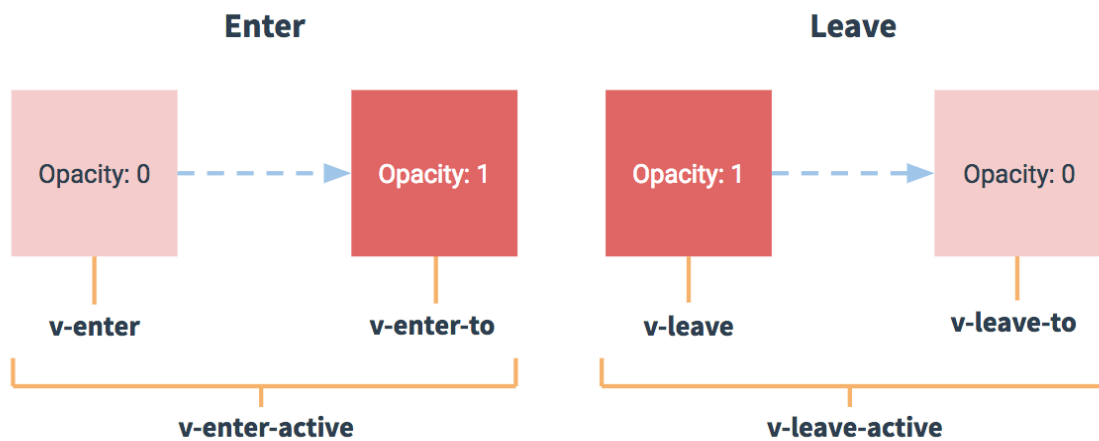 Enter
Opacity: 0
Opacity: 1
v-enter
v-enter-to
v-enter-active
Leave
Opacity: 1
Opacity: 0
v-leave
v-leave-to
v-leave-active